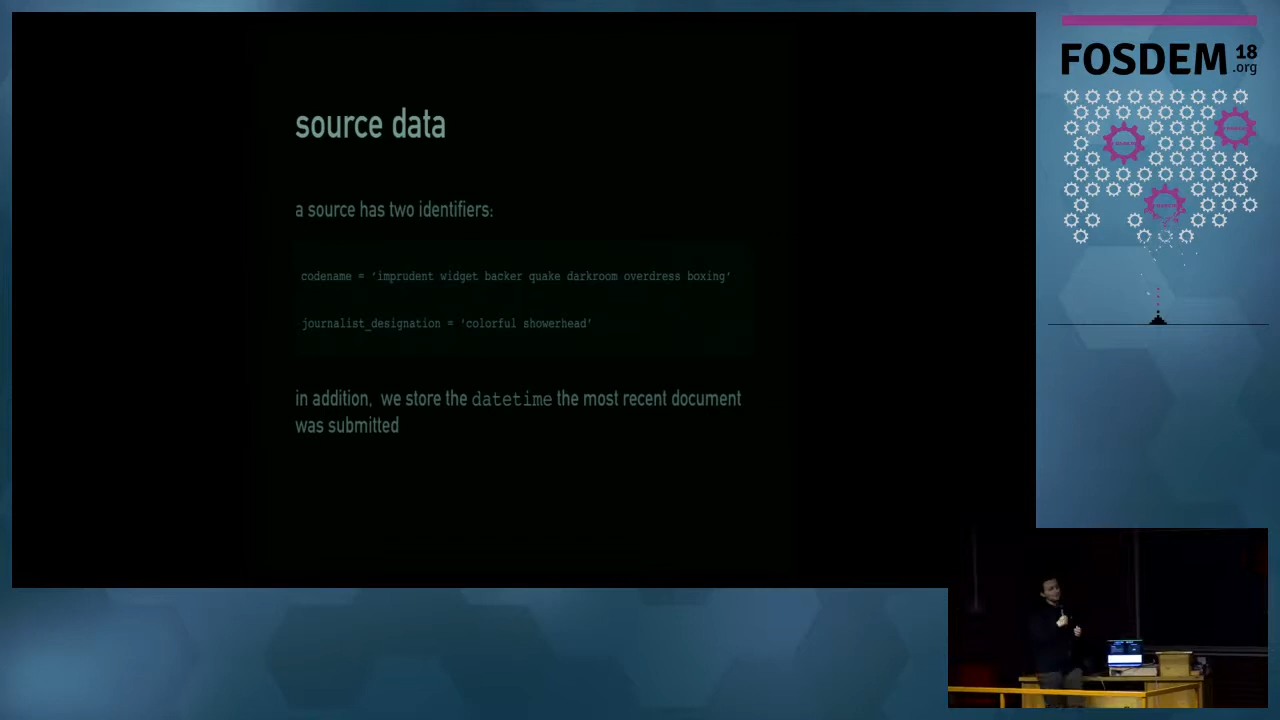 source data
a source has two identifiers:
codename = ‘imprudent widget backer quake darkroom overdress boxing’
journalist_designation = ‘colorful showerhead’
in addition, we store the datetime the most recent document
was submitted
FOSDEM 18
.org